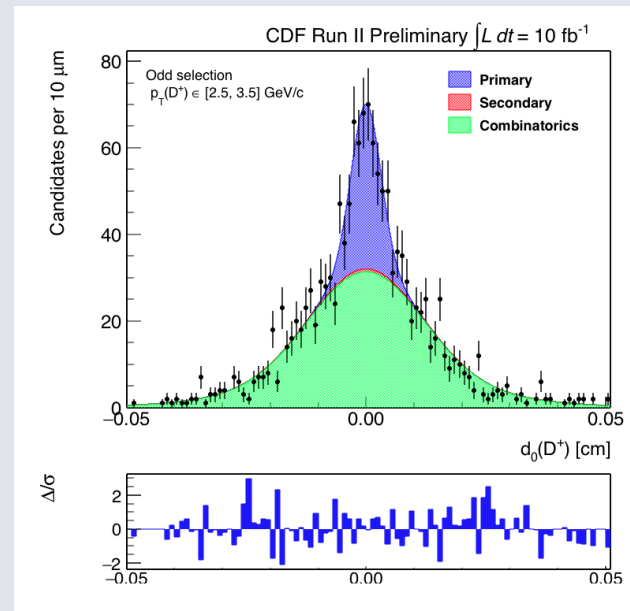 CDF Run II Preliminary ∫L dt = 10 fb⁻¹
Candidates per 10 μm
Odd selection
p_T(D⁺) ∈ [2.5, 3.5] GeV/c
Primary
Secondary
Combinatorics
80
60
40
20
0
−0.05 0.00 0.05
d₀(D⁺) [cm]
Δ/σ
2
0
−2
−0.05 0.00 0.05